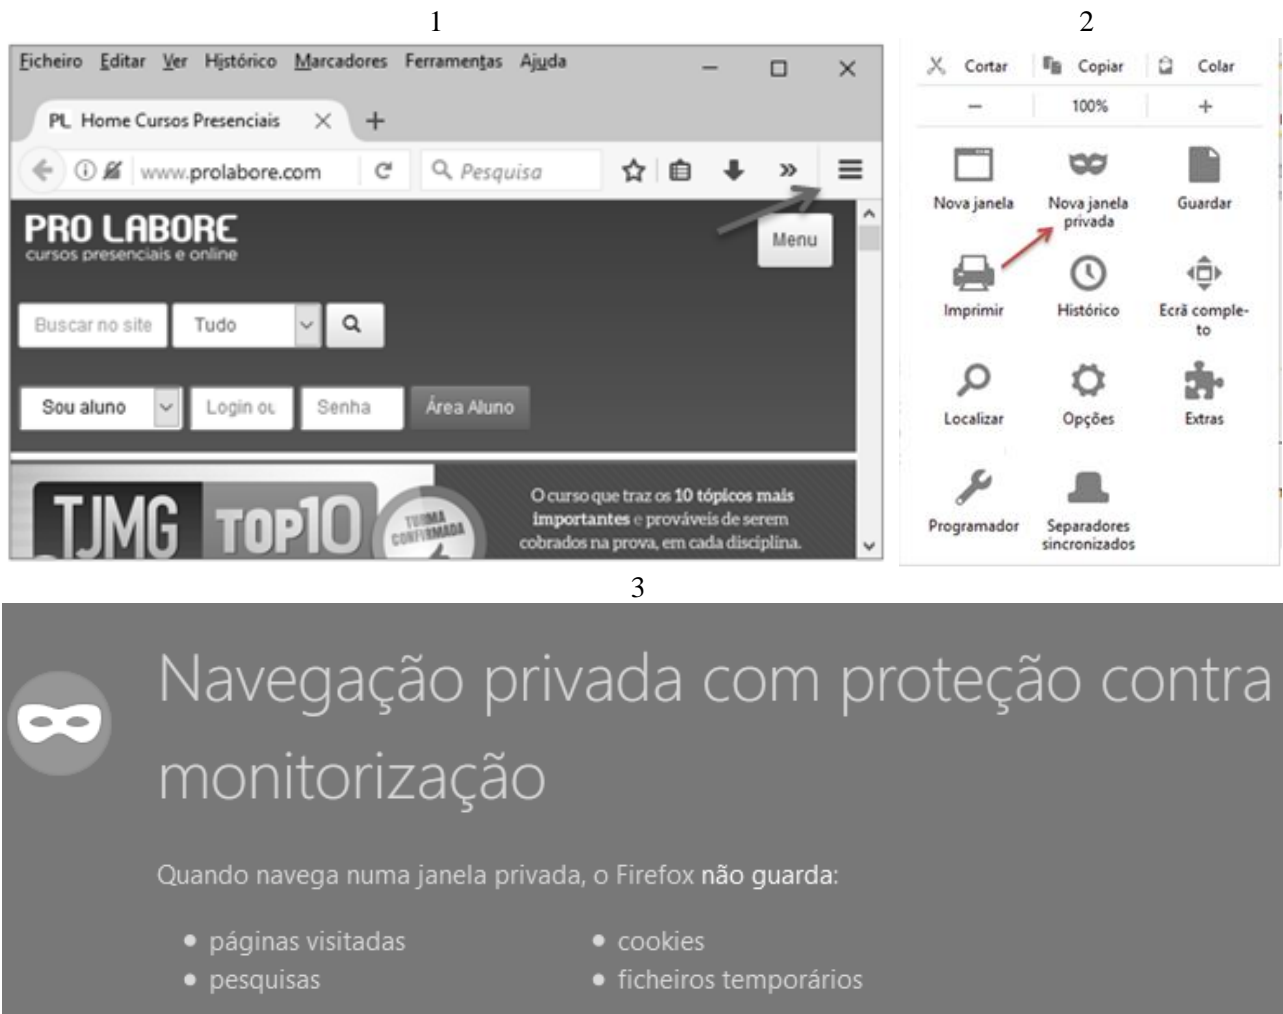 1
Ficheiro Editar Ver Histórico Marcadores Ferramentas Ajuda
PL Home Cursos Presenciais
www.prolabore.com
Pesquisa
PRO LABORE
cursos presenciais e online
Menu
Buscar no site
Tudo
Sou aluno
Login ou
Senha
Área Aluno
TJMG TOP10
TURMA
CONFIRMADA
O curso que traz os 10 tópicos mais
importantes e prováveis de serem
cobrados na prova, em cada disciplina.
2
Cortar Copiar Colar
100%
Nova janela
Nova janela
privada
Guardar
Imprimir
Histórico
Ecrã comple-
to
Localizar
Opções
Extras
Programador
Separadores
sincronizados
3
Navegação privada com proteção contra
monitorização
Quando navega numa janela privada, o Firefox não guarda:
páginas visitadas
cookies
pesquisas
ficheiros temporários